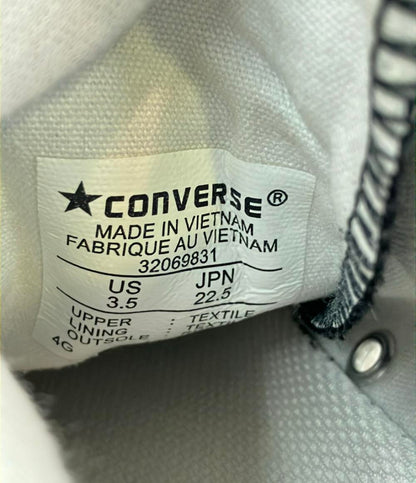 ★CONVERSE®
MADE IN VIETNAM
FABRIQUE AU VIETNAM
32069831
US JPN
3.5 22.5
UPPER : TEXTILE
LINING : TEXTILE
OUTSOLE
4G